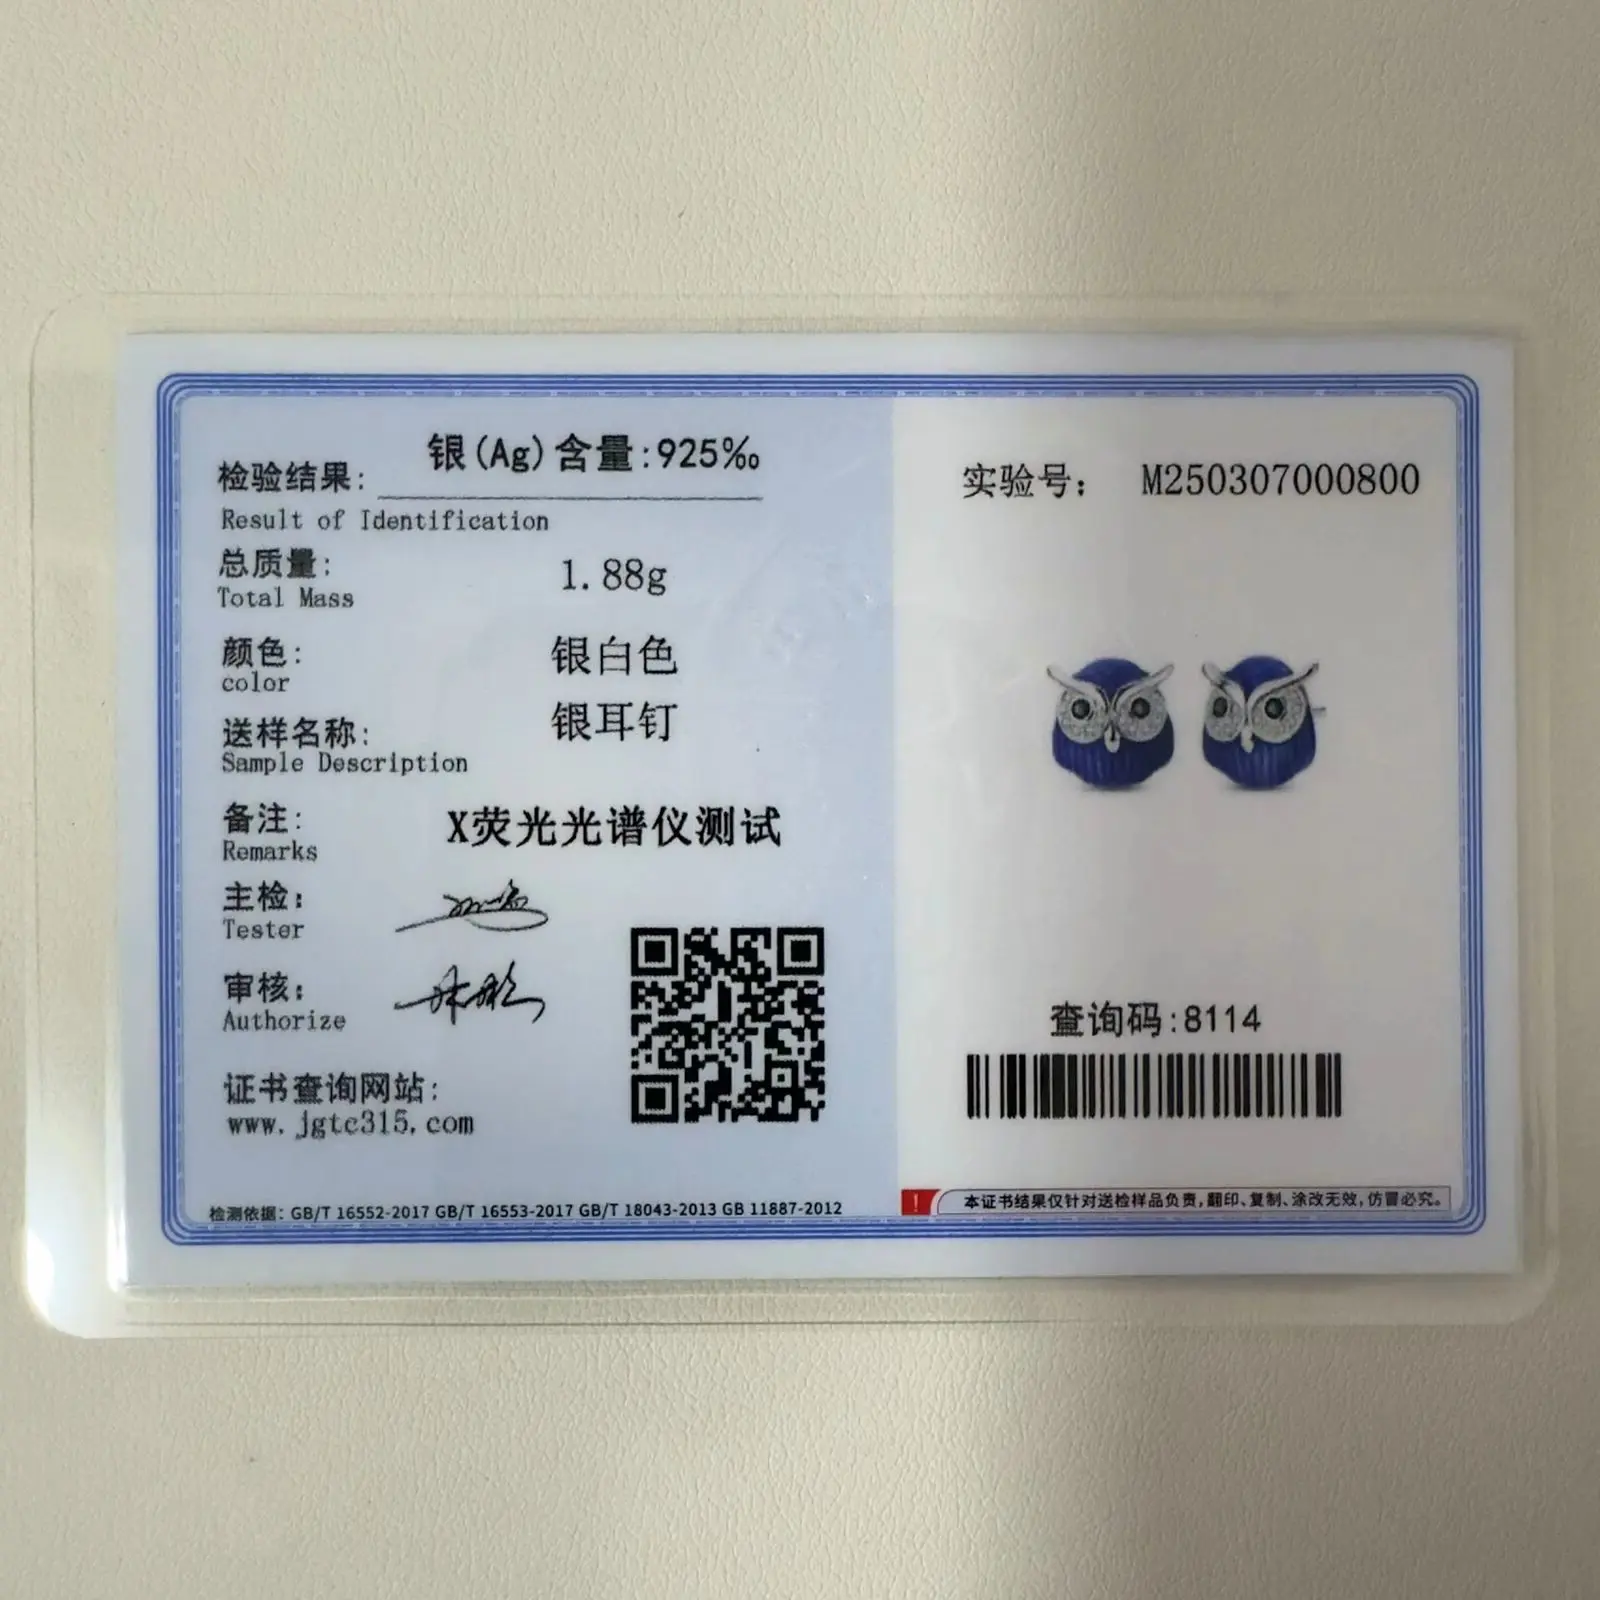 检验结果: 银(Ag)含量:925‰
Result of Identification
总质量: 1.88g
Total Mass
颜色: 银白色
color
送样名称: 银耳钉
Sample Description
备注: X荧光光谱仪测试
Remarks
主检:
Tester
审核:
Authorize
证书查询网站:
www.jgtc315.com
检测依据: GB/T 16552-2017 GB/T 16553-2017 GB/T 18043-2013 GB 11887-2012
实验号: M250307000800
查询码:8114
! 本证书结果仅针对送检样品负责,翻印、复制、涂改无效,仿冒必究。